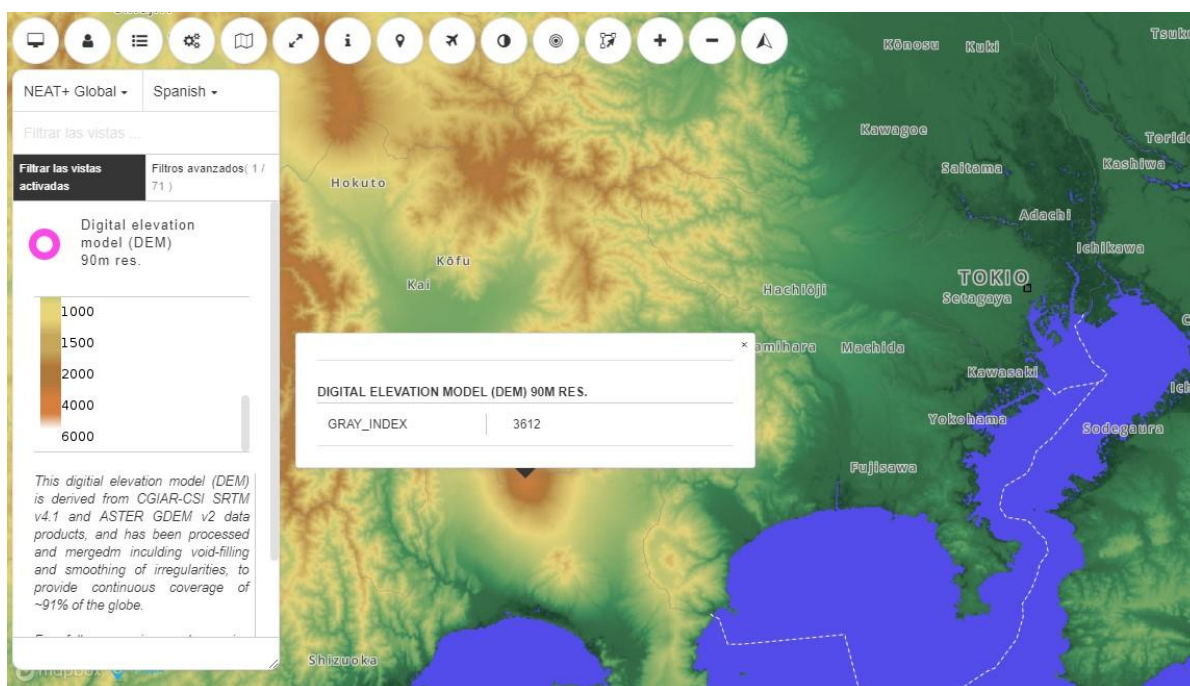 Kōnosu
Kuki
Kawagoe
Saitama
Kashiwa
Adachi
Ichikawa
TOKIO
Setagaya
Hachiōji
Machida
Kawasaki
Yokohama
Sodegaura
Fujisawa
Hokuto
Kōfu
Kai
Shizuoka
NEAT+ Global
Spanish
Filtrar las vistas ...
Filtrar las vistas
activadas
Filtros avanzados( 1 /
71 )
Digital elevation
model (DEM)
90m res.
1000
1500
2000
4000
6000
This digitial elevation model (DEM)
is derived from CGIAR-CSI SRTM
v4.1 and ASTER GDEM v2 data
products, and has been processed
and mergedm inculding void-filling
and smoothing of irregularities, to
provide continuous coverage of
~91% of the globe.
×
DIGITAL ELEVATION MODEL (DEM) 90M RES.
GRAY_INDEX 3612
mapbox